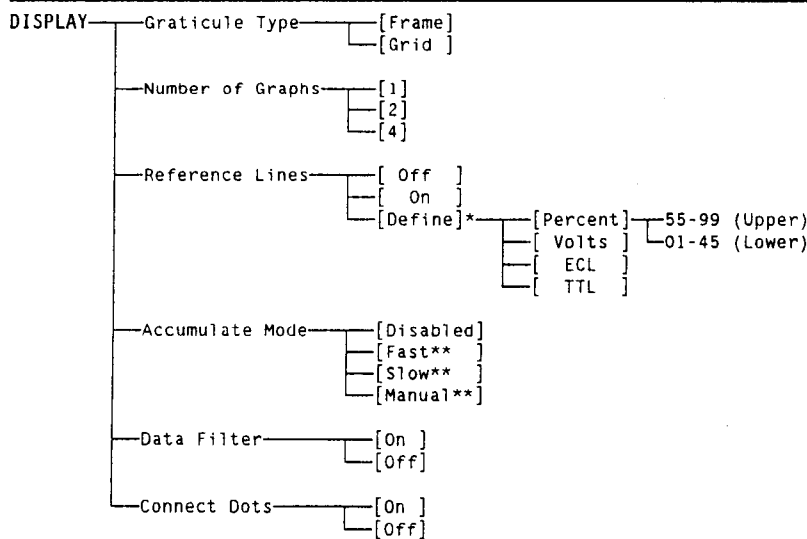 DISPLAY Graticule Type [Frame]
[Grid ]
Number of Graphs [1]
[2]
[4]
Reference Lines [ Off ]
[ On ]
[Define]* [Percent] 55-99 (Upper)
[ Volts ] 01-45 (Lower)
[ ECL ]
[ TTL ]
Accumulate Mode [Disabled]
[Fast** ]
[Slow** ]
[Manual**]
Data Filter [On ]
[Off]
Connect Dots [On ]
[Off]